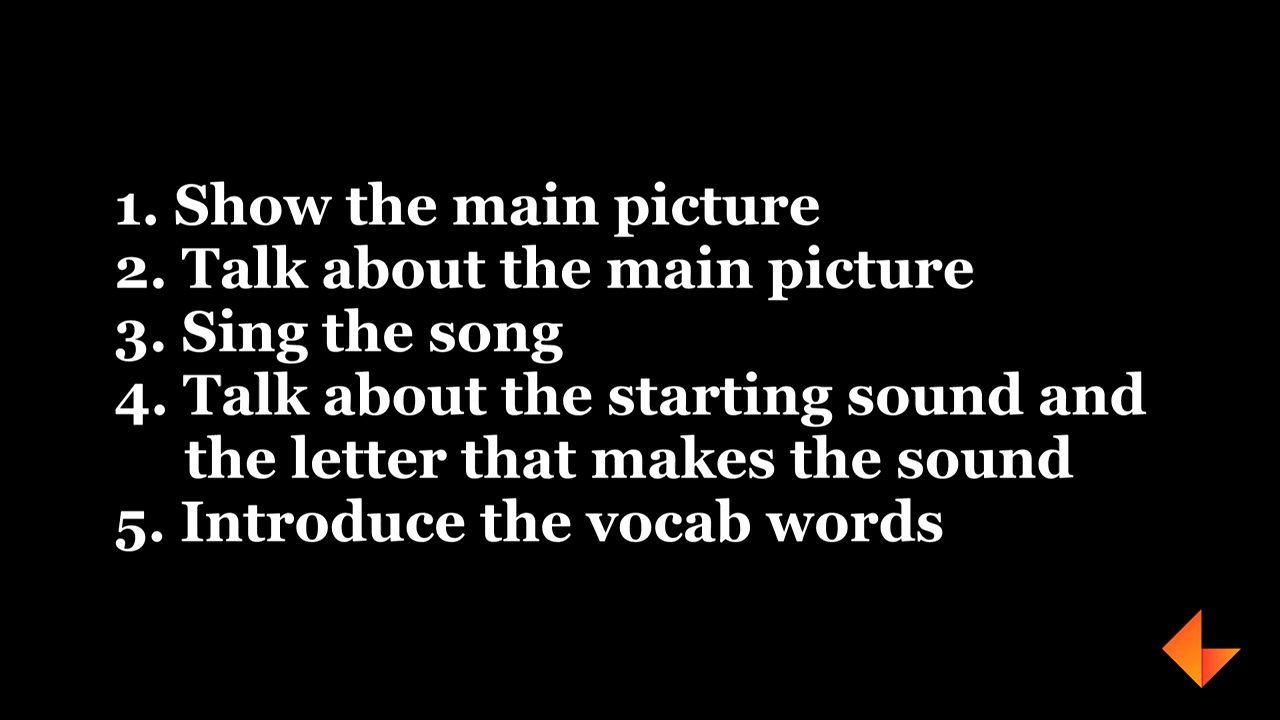 1. Show the main picture
2. Talk about the main picture
3. Sing the song
4. Talk about the starting sound and
the letter that makes the sound
5. Introduce the vocab words